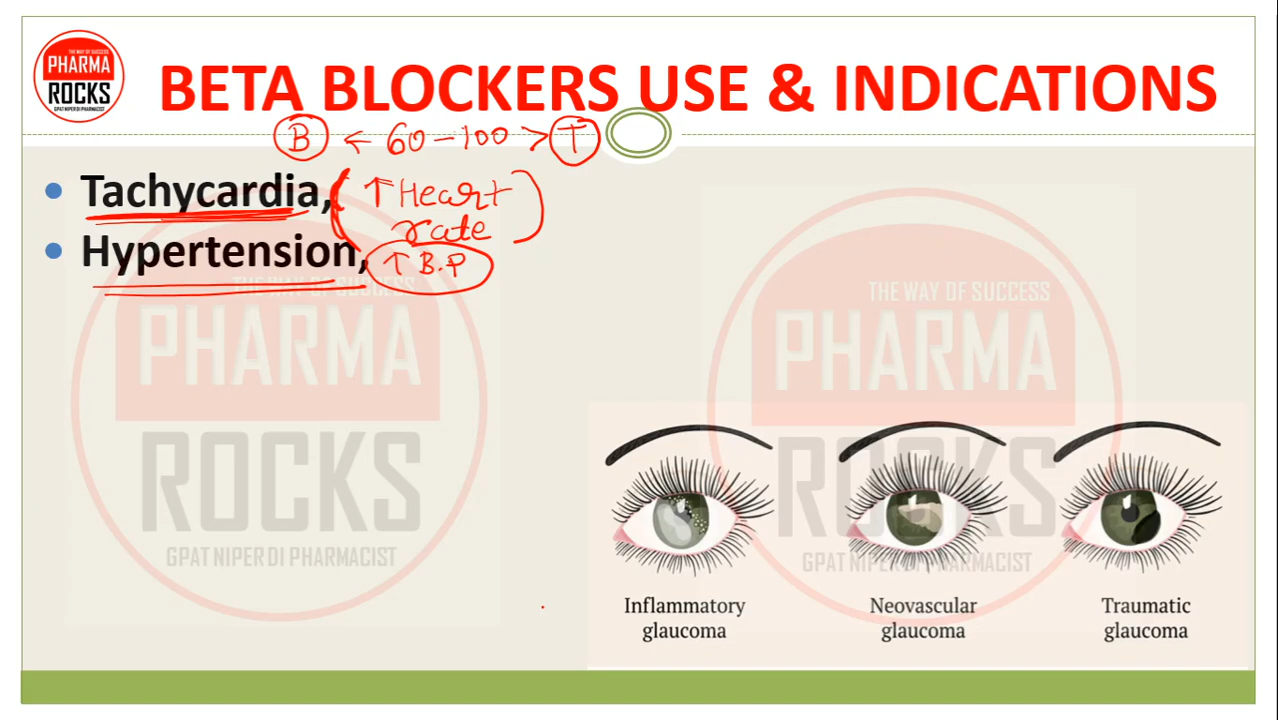 THE WAY OF SUCCESS
PHARMA
ROCKS
GPAT NIPER DI PHARMACIST
BETA BLOCKERS USE & INDICATIONS
B ← 60-100 > T
• Tachycardia, (↑ Heart
rate)
• Hypertension, ↑ B.P
THE WAY OF SUCCESS
PHARMA
ROCKS
GPAT NIPER DI PHARMACIST
THE WAY OF SUCCESS
PHARMA
ROCKS
GPAT NIPER DI PHARMACIST
Inflammatory
glaucoma
Neovascular
glaucoma
Traumatic
glaucoma